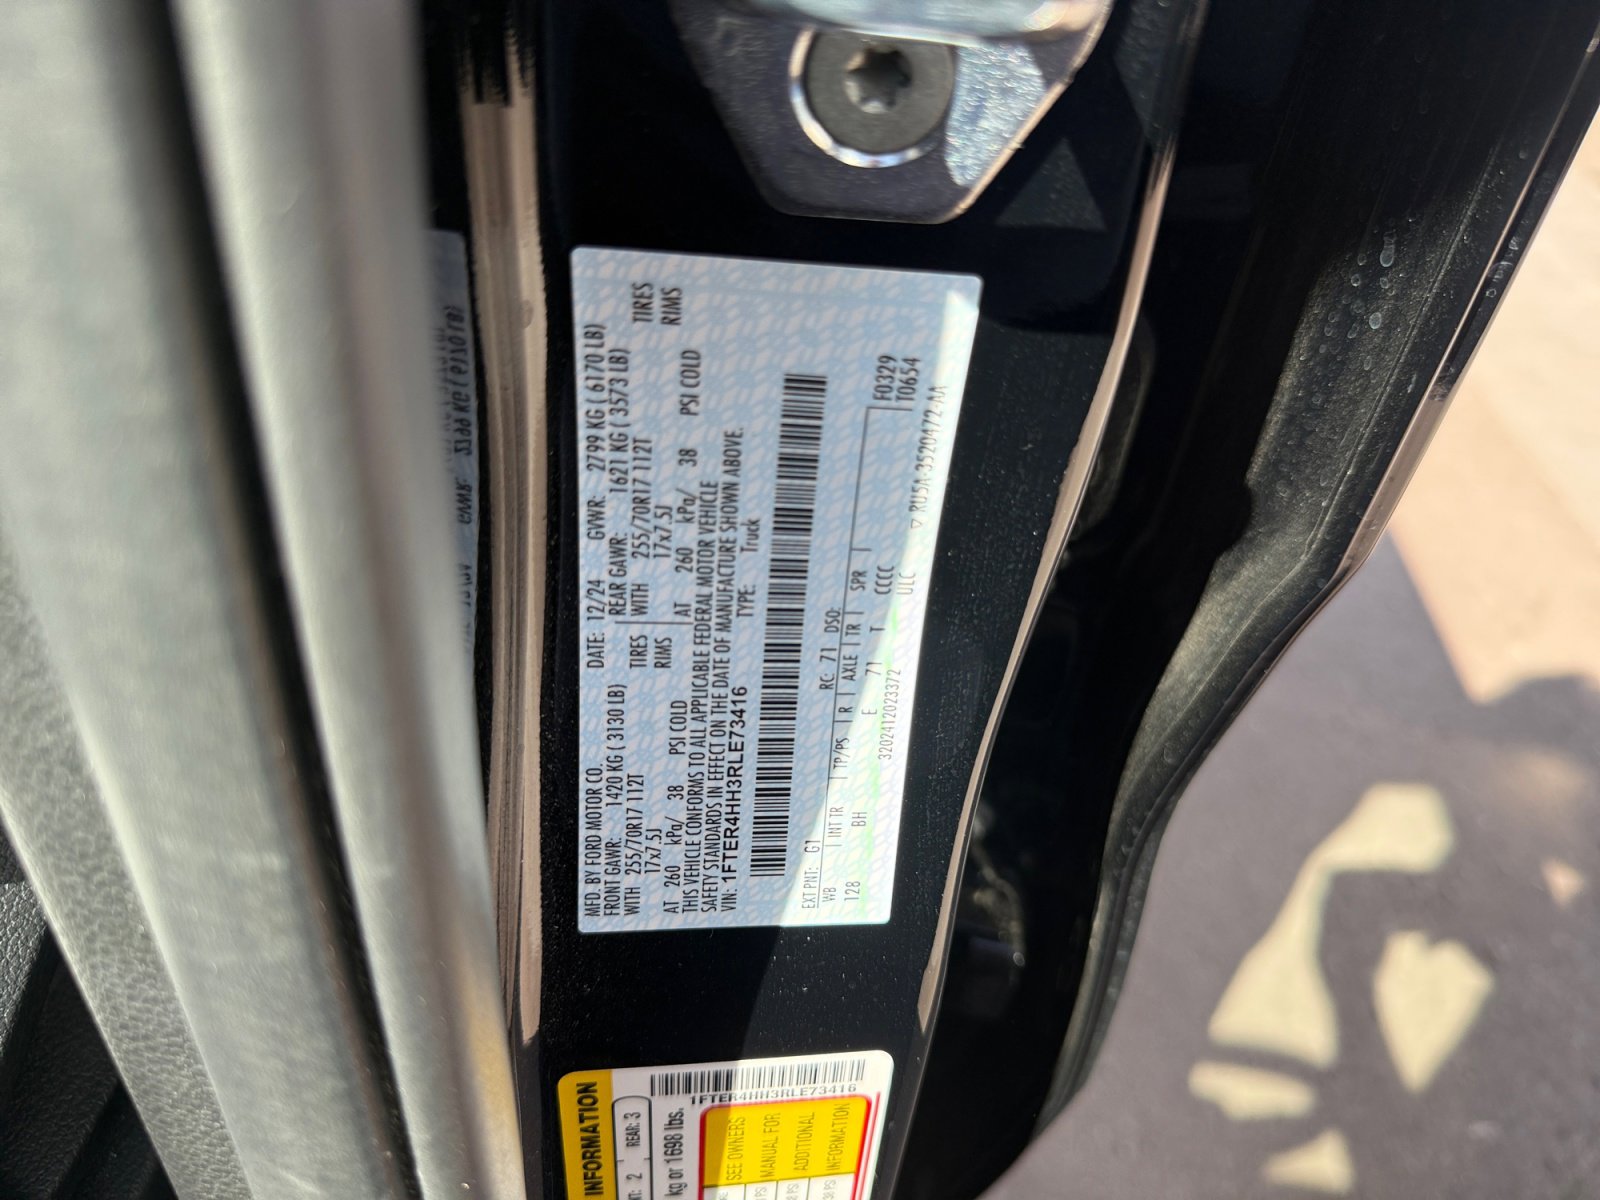 MFD. BY FORD MOTOR CO. DATE: 12/24 GVWR: 2799 KG ( 6170 LB)
FRONT GAWR: 1420 KG ( 3130 LB) REAR GAWR: 1621 KG ( 3573 LB)
WITH 255/70R17 112T TIRES WITH 255/70R17 112T TIRES
17x7.5J RIMS 17x7.5J RIMS
AT 260 kPa/ 38 PSI COLD AT 260 kPa/ 38 PSI COLD
THIS VEHICLE CONFORMS TO ALL APPLICABLE FEDERAL MOTOR VEHICLE
SAFETY STANDARDS IN EFFECT ON THE DATE OF MANUFACTURE SHOWN ABOVE.
VIN: 1FTER4HH3RLE73416 TYPE: Truck
EXT PNT: G1 RC: 71 DSO: F0329
WB INT TR TP/PS R AXLE TR SPR T0654
128 BH E 71 T CCCC
3202412023372 ULC
RU5A-3520472-AA
INFORMATION
2 REAR: 3
kg or 1698 lbs.
1FTER4HH3RLE73416
SEE OWNERS
MANUAL FOR
ADDITIONAL
INFORMATION